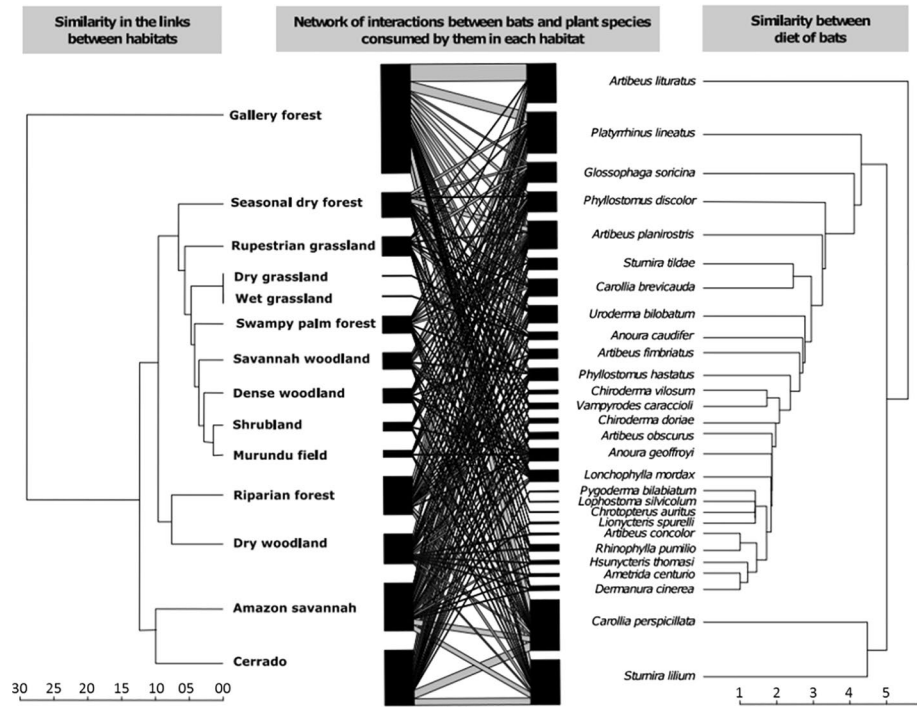 Similarity in the links
between habitats
Network of interactions between bats and plant species
consumed by them in each habitat
Similarity between
diet of bats
Gallery forest
Seasonal dry forest
Rupestrian grassland
Dry grassland
Wet grassland
Swampy palm forest
Savannah woodland
Dense woodland
Shrubland
Murundu field
Riparian forest
Dry woodland
Amazon savannah
Cerrado
30 25 20 15 10 05 00
Artibeus lituratus
Platyrrhinus lineatus
Glossophaga soricina
Phyllostomus discolor
Artibeus planirostris
Sturnira tildae
Carollia brevicauda
Uroderma bilobatum
Anoura caudifer
Artibeus fimbriatus
Phyllostomus hastatus
Chiroderma vilosum
Vampyrodes caraccioli
Chiroderma doriae
Artibeus obscurus
Anoura geoffroyi
Lonchophylla mordax
Pygoderma bilabiatum
Lophostoma silvicolum
Chrotopterus auritus
Lionycteris spurelli
Artibeus concolor
Rhinophylla pumilio
Hsunycteris thomasi
Ametrida centurio
Dermanura cinerea
Carollia perspicillata
Sturnira lilium
1 2 3 4 5